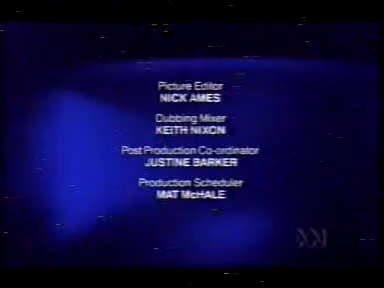 Picture Editor
NICK AMES
Dubbing Mixer
KEITH NIXON
Post Production Co-ordinator
JUSTINE BARKER
Production Scheduler
MAT McHALE